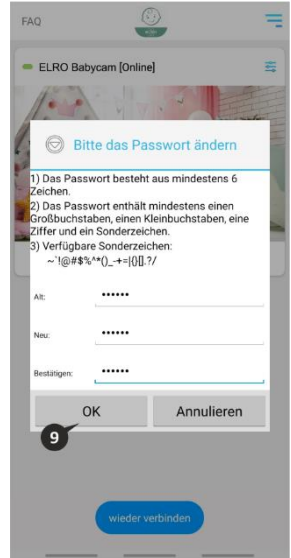 FAQ
elro
ELRO Babycam [Online]
Bitte das Passwort ändern
1) Das Passwort besteht aus mindestens 6
Zeichen.
2) Das Passwort enthält mindestens einen
Großbuchstaben, einen Kleinbuchstaben, eine
Ziffer und ein Sonderzeichen.
3) Verfügbare Sonderzeichen:
~`!@#$%^*()_-+=|{}[].?/
Alt: ••••••
Neu: ••••••
Bestätigen: ••••••
OK
Annulieren
9
wieder verbinden